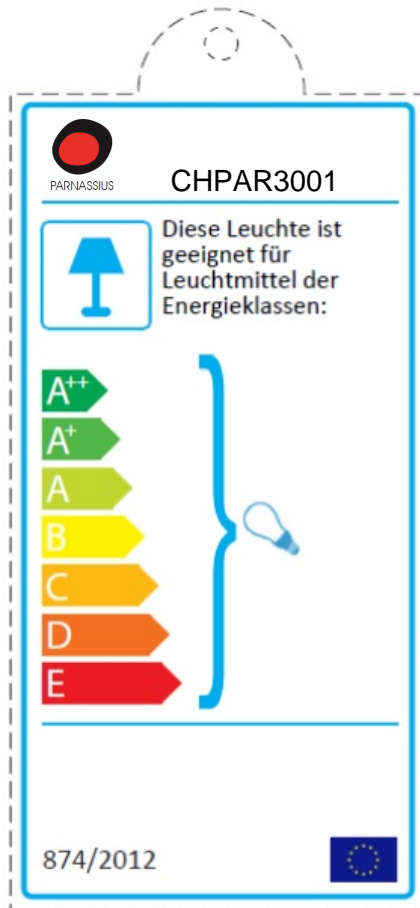 PARNASSIUS
CHPAR3001
Diese Leuchte ist
geeignet für
Leuchtmittel der
Energieklassen:
A++
A+
A
B
C
D
E
874/2012